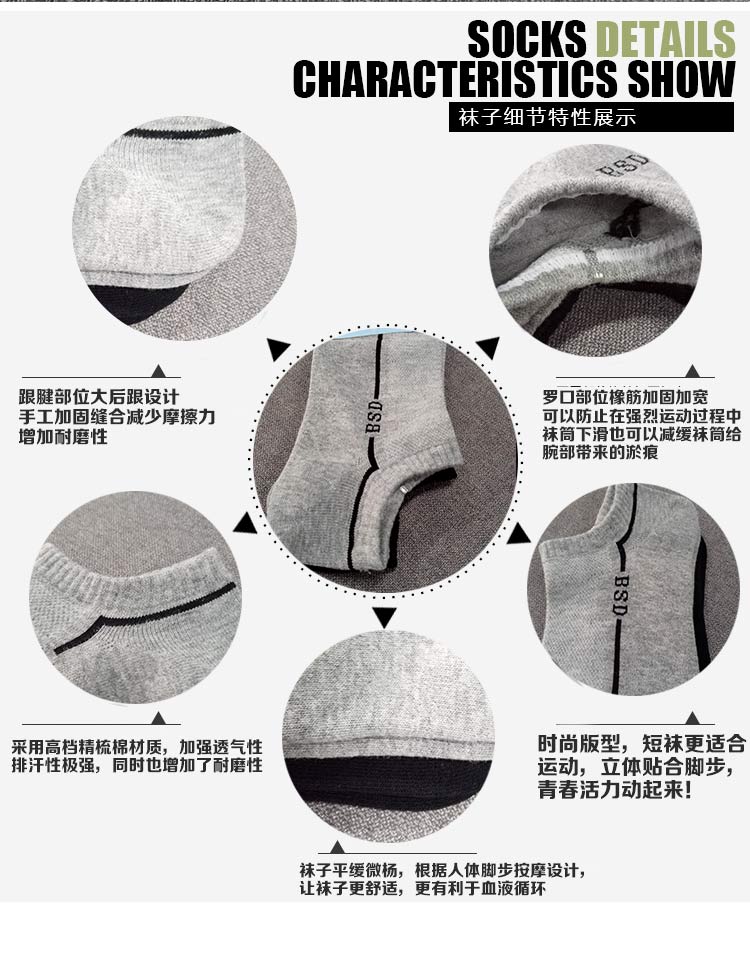 SOCKS DETAILS
CHARACTERISTICS SHOW
袜子细节特性展示
BSD
跟腱部位大后跟设计
手工加固缝合减少摩擦力
增加耐磨性
罗口部位橡筋加固加宽
可以防止在强烈运动过程中
袜筒下滑也可以减缓袜筒给
腕部带来的淤痕
BSD
BSD
采用高档精梳棉材质，加强透气性
排汗性极强，同时也增加了耐磨性
时尚版型，短袜更适合
运动，立体贴合脚步，
青春活力动起来！
袜子平缓微杨，根据人体脚步按摩设计，
让袜子更舒适，更有利于血液循环